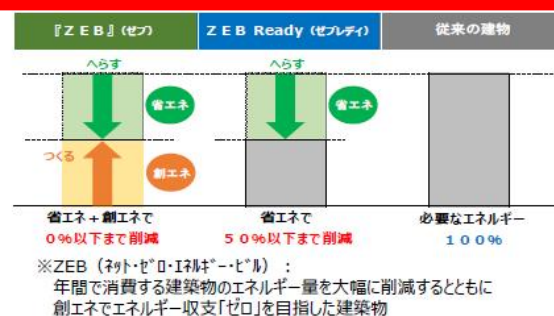 『ZEB』(ゼブ)
ZEB Ready (ゼブレディ)
従来の建物
へらす
へらす
省エネ
省エネ
つくる
創エネ
省エネ+創エネで
0%以下まで削減
省エネで
50%以下まで削減
必要なエネルギー
100%
※ZEB(ネット・ゼロ・エネルギー・ビル):
年間で消費する建築物のエネルギー量を大幅に削減するとともに
創エネでエネルギー収支「ゼロ」を目指した建築物